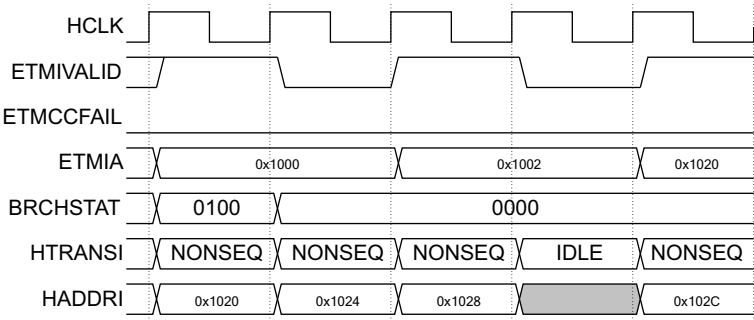 HCLK
ETMIVALID
ETMCCFAIL
ETMIA 0x1000 0x1002 0x1020
BRCHSTAT 0100 0000
HTRANSI NONSEQ NONSEQ NONSEQ IDLE NONSEQ
HADDRI 0x1020 0x1024 0x1028 0x102C